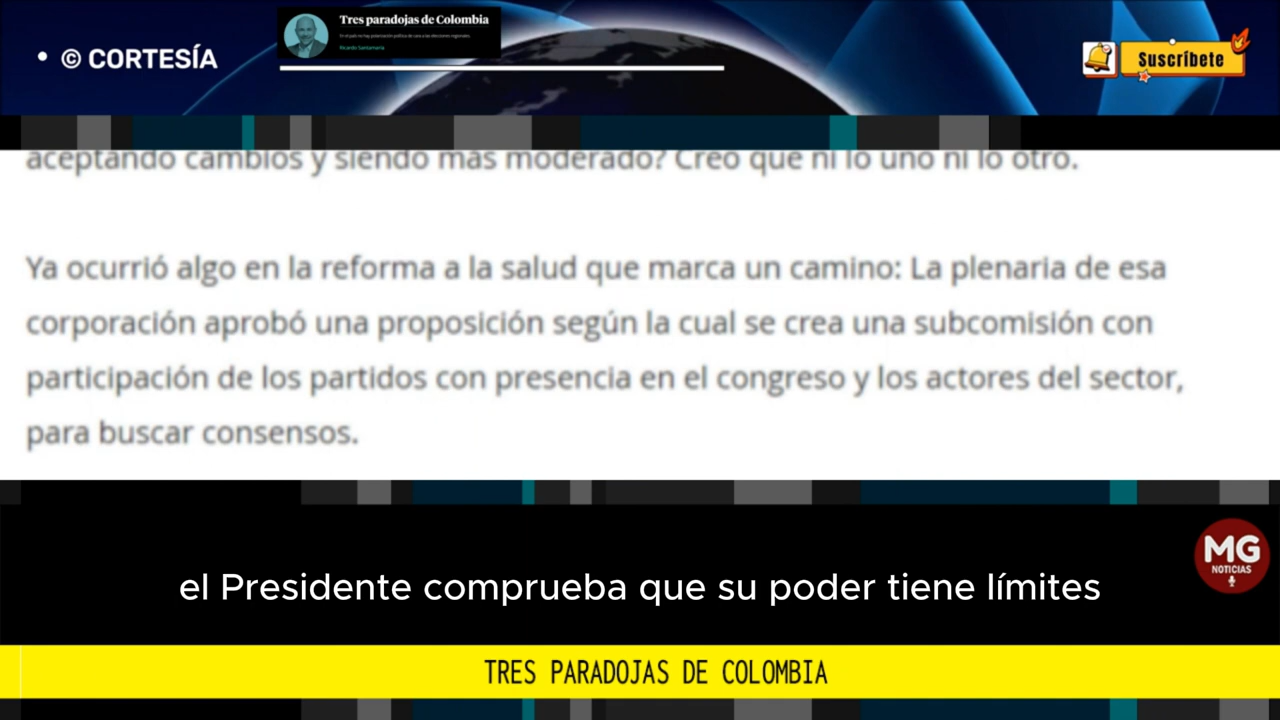 • © CORTESÍA
Tres paradojas de Colombia
Ricardo Santamaría
Suscríbete
aceptando cambios y siendo más moderado? Creo que ni lo uno ni lo otro.
Ya ocurrió algo en la reforma a la salud que marca un camino: La plenaria de esa
corporación aprobó una proposición según la cual se crea una subcomisión con
participación de los partidos con presencia en el congreso y los actores del sector,
para buscar consensos.
MG
NOTICIAS
el Presidente comprueba que su poder tiene límites
TRES PARADOJAS DE COLOMBIA